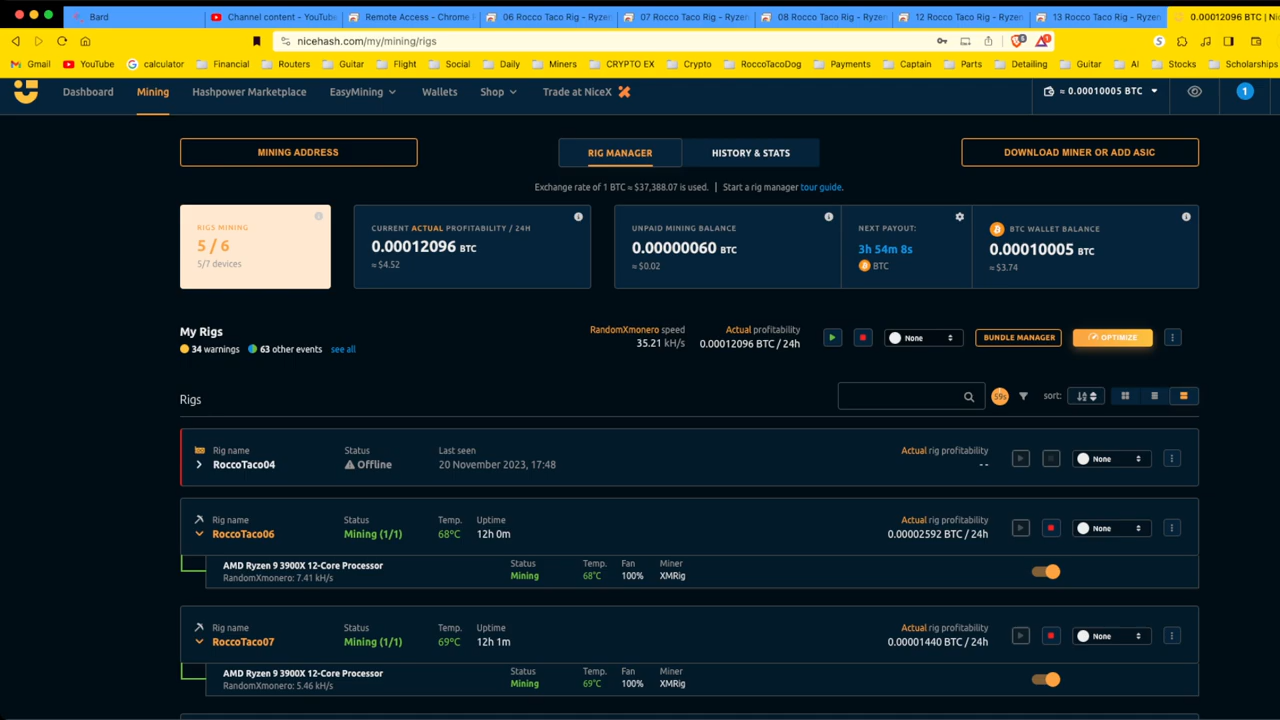 Bard
Channel content - YouTube
Remote Access - Chrome
06 Rocco Taco Rig - Ryzen
07 Rocco Taco Rig - Ryzen
08 Rocco Taco Rig - Ryzen
12 Rocco Taco Rig - Ryzen
13 Rocco Taco Rig - Ryzen
0.00012096 BTC | Nic
nicehash.com/my/mining/rigs
Gmail YouTube calculator Financial Routers Guitar Flight Social Daily Miners CRYPTO EX Crypto RoccoTacoDog Payments Captain Parts Detailing Guitar AI Stocks Scholarships
Dashboard Mining Hashpower Marketplace EasyMining Wallets Shop Trade at NiceX ≈ 0.00010005 BTC 1
MINING ADDRESS
RIG MANAGER
HISTORY & STATS
DOWNLOAD MINER OR ADD ASIC
Exchange rate of 1 BTC ≈ $37,388.07 is used. | Start a rig manager tour guide.
RIGS MINING
5 / 6
5/7 devices
CURRENT ACTUAL PROFITABILITY / 24H
0.00012096 BTC
≈ $4.52
UNPAID MINING BALANCE
0.00000060 BTC
≈ $0.02
NEXT PAYOUT:
3h 54m 8s
BTC
BTC WALLET BALANCE
0.00010005 BTC
≈ $3.74
My Rigs
34 warnings 63 other events see all
RandomXmonero speed
35.21 kH/s
Actual profitability
0.00012096 BTC / 24h
None
BUNDLE MANAGER
OPTIMIZE
Rigs
59s
sort:
Rig name Status Last seen Actual rig profitability
RoccoTaco04 Offline 20 November 2023, 17:48 - - None
Rig name Status Temp. Uptime Actual rig profitability
RoccoTaco06 Mining (1/1) 68°C 12h 0m 0.00002592 BTC / 24h None
AMD Ryzen 9 3900X 12-Core Processor Status Temp. Fan Miner
RandomXmonero: 7.41 kH/s Mining 68°C 100% XMRig
Rig name Status Temp. Uptime Actual rig profitability
RoccoTaco07 Mining (1/1) 69°C 12h 1m 0.00001440 BTC / 24h None
AMD Ryzen 9 3900X 12-Core Processor Status Temp. Fan Miner
RandomXmonero: 5.46 kH/s Mining 69°C 100% XMRig